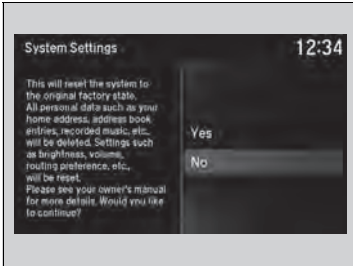 System Settings
12:34
This will reset the system to
the original factory state.
All personal data such as your
home address, address book
entries, recorded music, etc.,
will be deleted. Settings such
as brightness, volume,
routing preference, etc.,
will be reset.
Please see your owner's manual
for more details. Would you like
to continue?
Yes
No